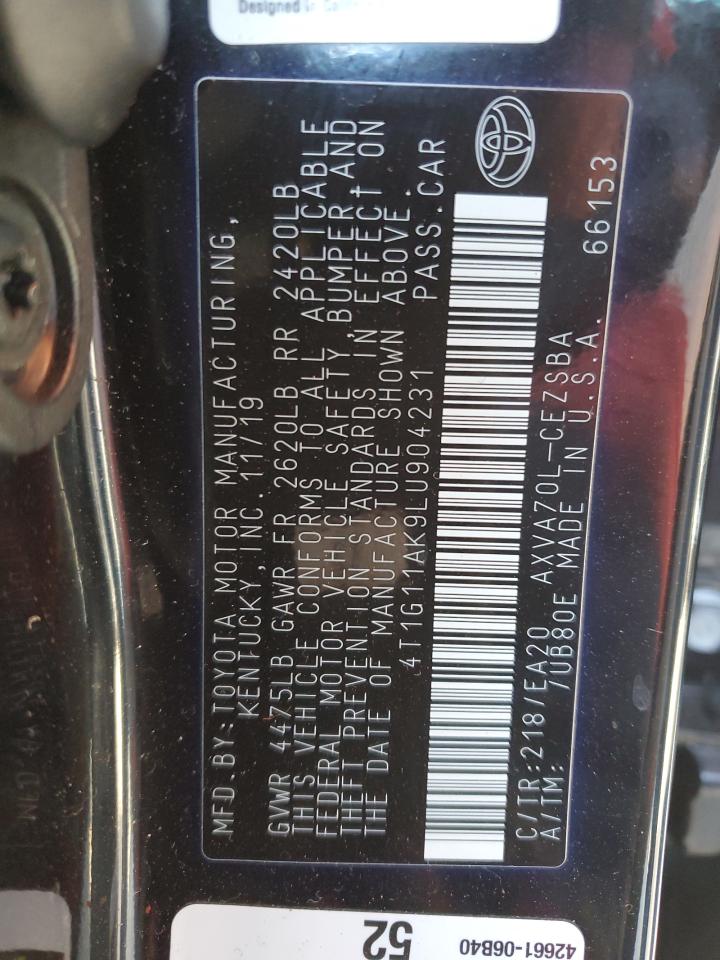 Designed in California
MFD.BY:TOYOTA MOTOR MANUFACTURING,
KENTUCKY,INC.11/19
GVWR 4475LB GAWR FR 2620LB RR 2420LB
THIS VEHICLE CONFORMS TO ALL APPLICABLE
FEDERAL MOTOR VEHICLE SAFETY, BUMPER,AND
THEFT PREVENTION STANDARDS IN EFFECT ON
THE DATE OF MANUFACTURE SHOWN ABOVE.
4T1G11AK9LU904231 PASS.CAR
C/TR:218/EA20 AXVA70L-CEZSBA
A/TM: /UB80E MADE IN U.S.A. 66153
52
42661-06B40